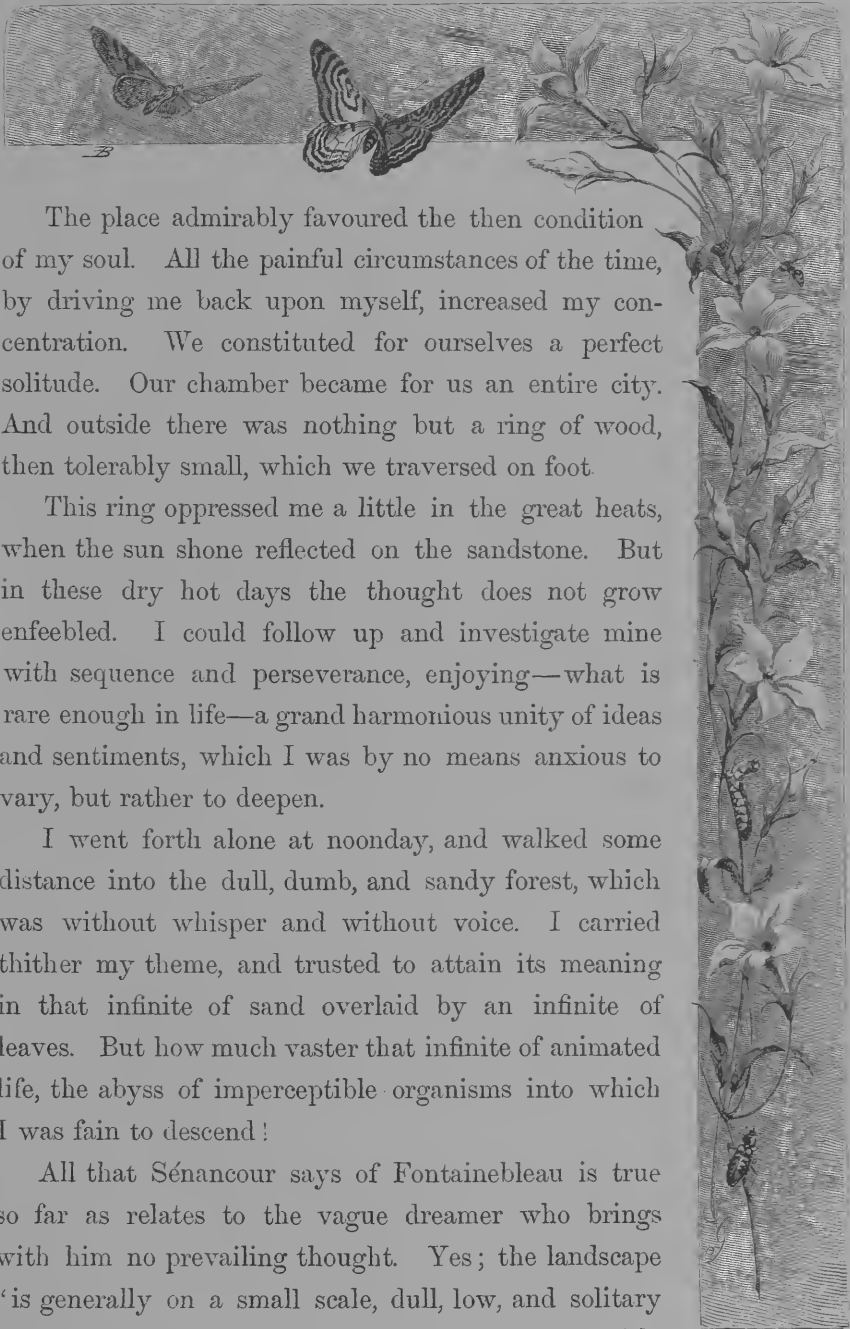 The place admirably favoured the then condition
of my soul. All the painful circumstances of the time,
by driving me back upon myself, increased my con-
centration. We constituted for ourselves a perfect
solitude. Our chamber became for us an entire city.
And outside there was nothing but a ring of wood,
then tolerably small, which we traversed on foot
This ring oppressed me a little in the great heats,
when the sun shone reflected on the sandstone. But
in these dry hot days the thought does not grow
enfeebled. I could follow up and investigate mine
with sequence and perseverance, enjoying—what is
rare enough in life—a grand harmonious unity of ideas
and sentiments, which I was by no means anxious to
vary, but rather to deepen.
I went forth alone at noonday, and walked some
distance into the dull, dumb, and sandy forest, which
was without whisper and without voice. I carried
thither my theme, and trusted to attain its meaning
in that infinite of sand overlaid by an infinite of
leaves. But how much vaster that infinite of animated
life, the abyss of imperceptible organisms into which
I was fain to descend!
All that Sénancour says of Fontainebleau is true
so far as relates to the vague dreamer who brings
with him no prevailing thought. Yes; the landscape
‘is generally on a small scale, dull, low, and solitary